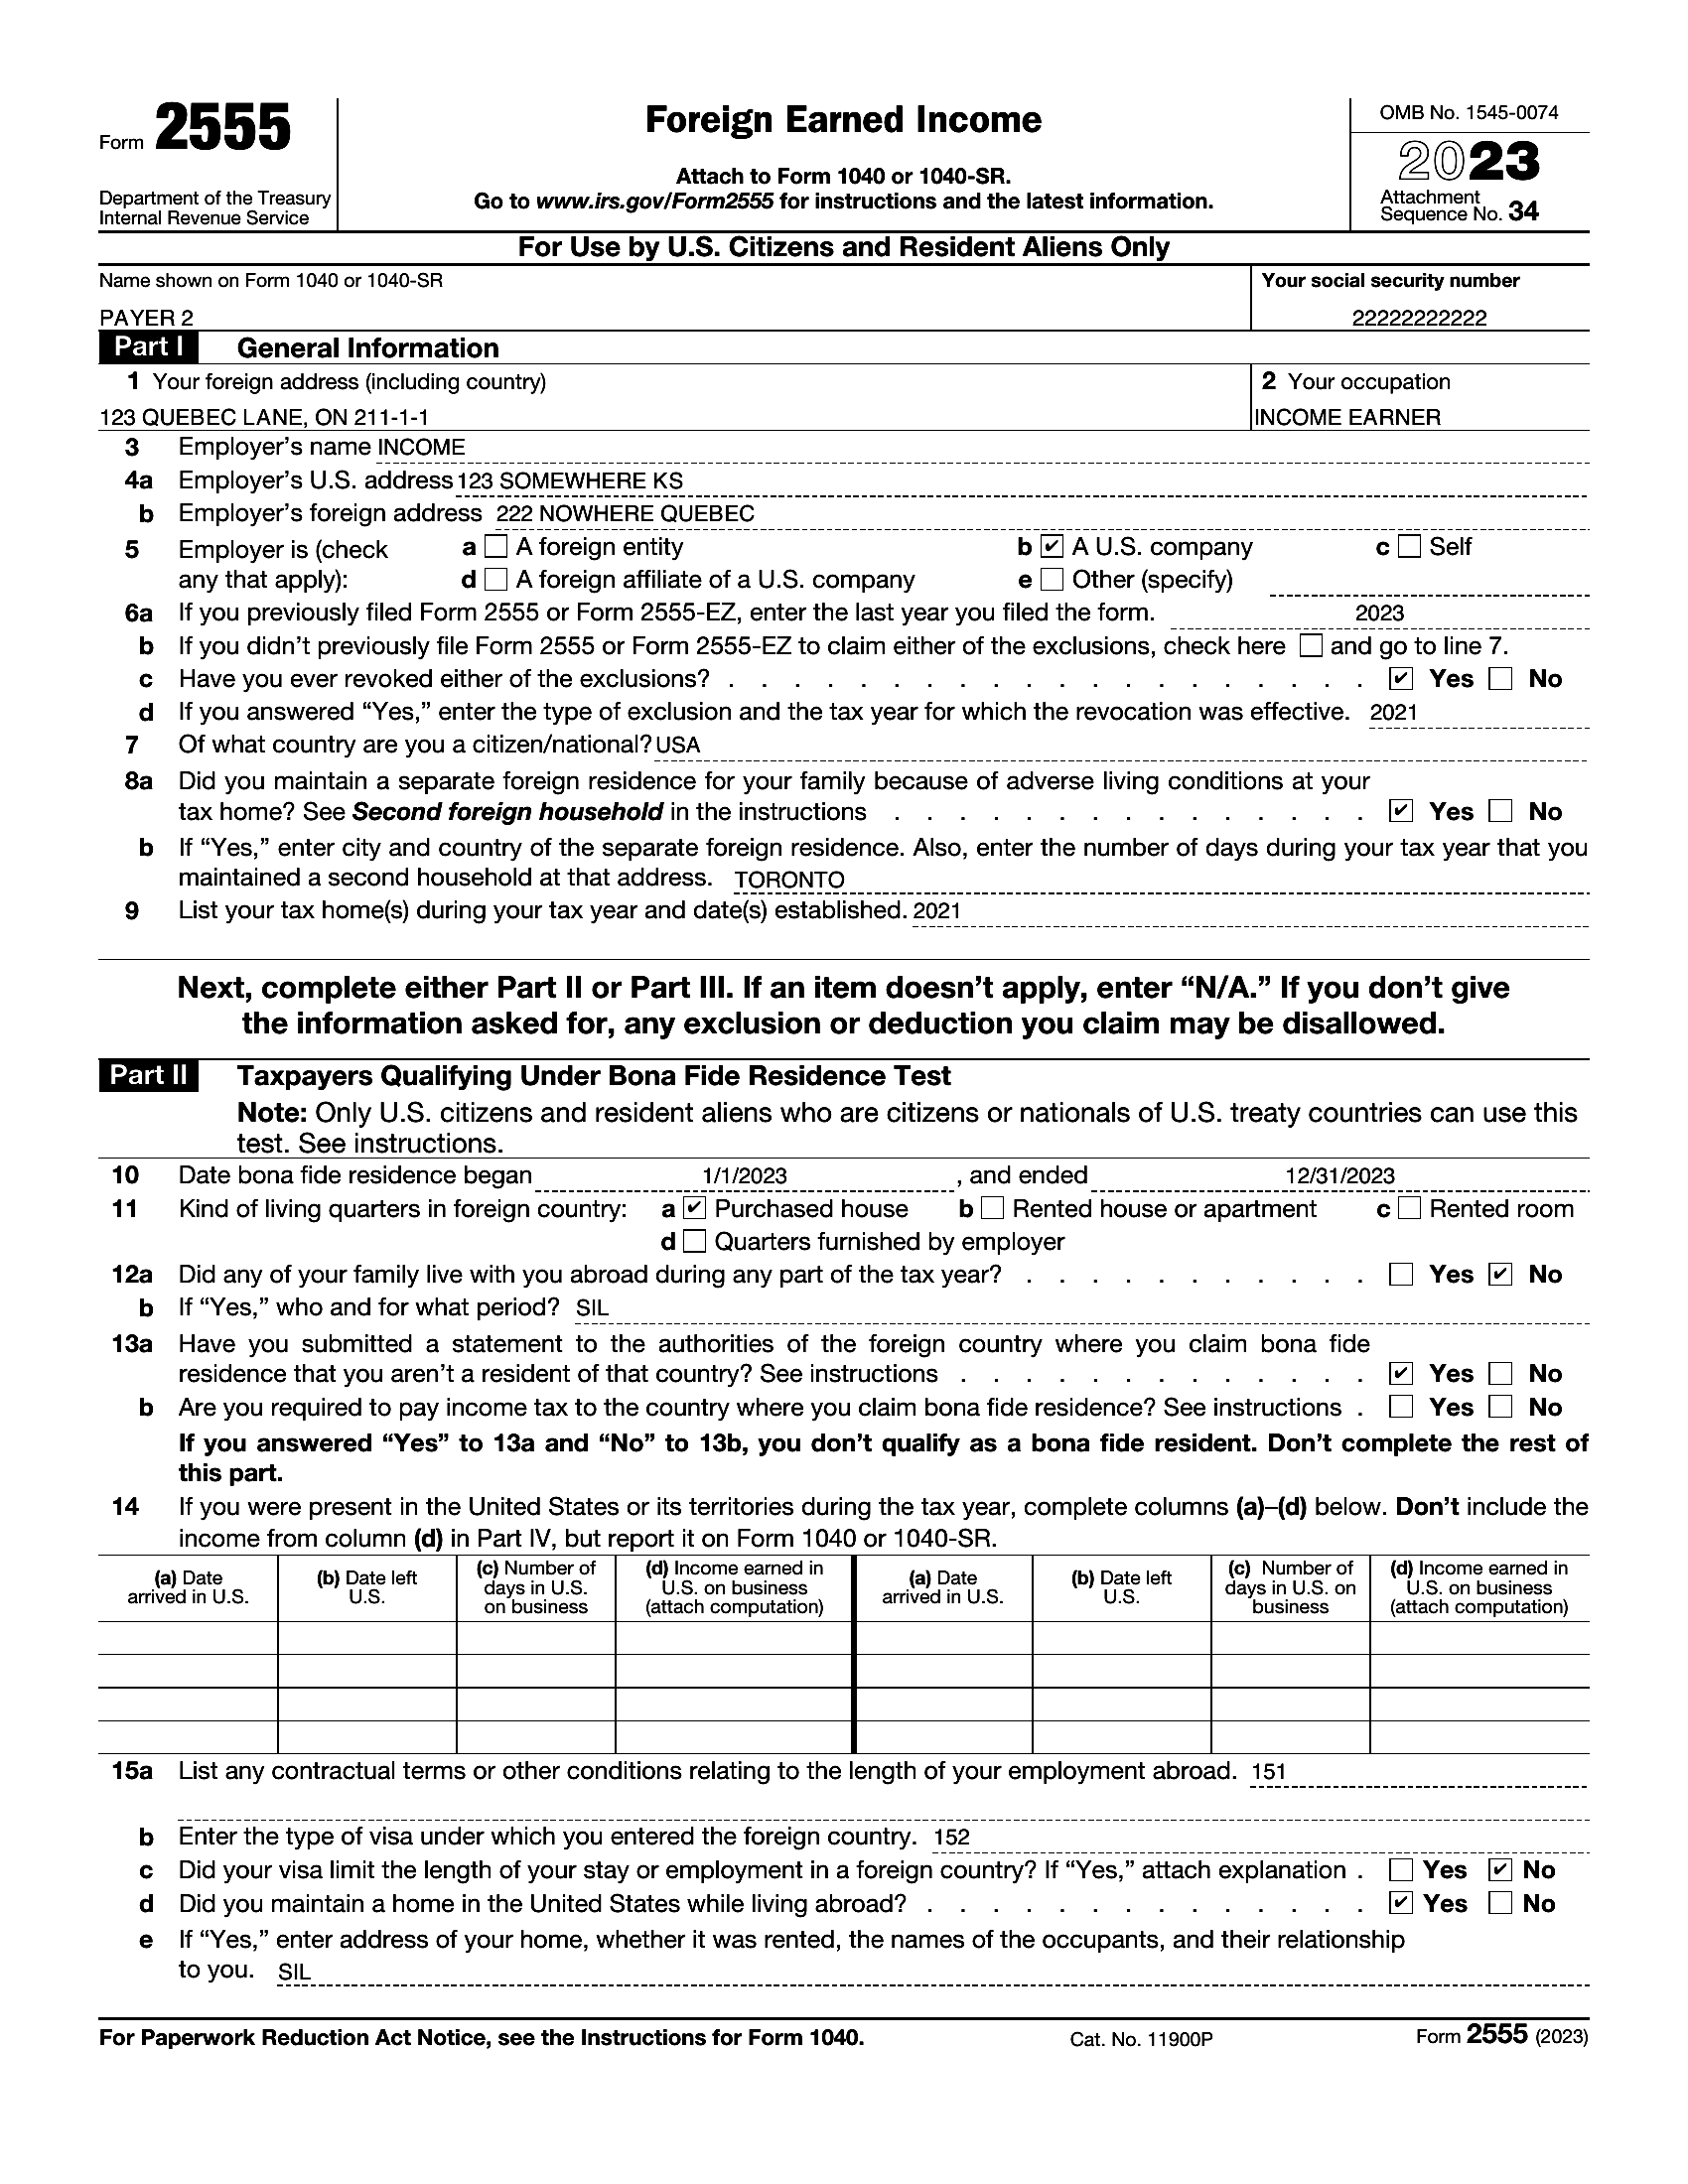 Form 2555
Department of the Treasury
Internal Revenue Service
Foreign Earned Income
Attach to Form 1040 or 1040-SR.
Go to www.irs.gov/Form2555 for instructions and the latest information.
OMB No. 1545-0074
2023
Attachment
Sequence No. 34
For Use by U.S. Citizens and Resident Aliens Only
Name shown on Form 1040 or 1040-SR
PAYER 2
Your social security number
22222222222
Part I General Information
1 Your foreign address (including country)
123 QUEBEC LANE, ON 211-1-1
2 Your occupation
INCOME EARNER
3 Employer's name INCOME
4a Employer's U.S. address 123 SOMEWHERE KS
b Employer's foreign address 222 NOWHERE QUEBEC
5 Employer is (check a ☐ A foreign entity b ☑ A U.S. company c ☐ Self
any that apply): d ☐ A foreign affiliate of a U.S. company e ☐ Other (specify)
6a If you previously filed Form 2555 or Form 2555-EZ, enter the last year you filed the form. 2023
b If you didn't previously file Form 2555 or Form 2555-EZ to claim either of the exclusions, check here ☐ and go to line 7.
c Have you ever revoked either of the exclusions? . . . . . . . . . . . . . . . . . . . . ☑ Yes ☐ No
d If you answered “Yes,” enter the type of exclusion and the tax year for which the revocation was effective. 2021
7 Of what country are you a citizen/national? USA
8a Did you maintain a separate foreign residence for your family because of adverse living conditions at your
tax home? See Second foreign household in the instructions . . . . . . . . . . . . . . . ☑ Yes ☐ No
b If “Yes,” enter city and country of the separate foreign residence. Also, enter the number of days during your tax year that you
maintained a second household at that address. TORONTO
9 List your tax home(s) during your tax year and date(s) established. 2021
Next, complete either Part II or Part III. If an item doesn't apply, enter “N/A.” If you don't give
the information asked for, any exclusion or deduction you claim may be disallowed.
Part II Taxpayers Qualifying Under Bona Fide Residence Test
Note: Only U.S. citizens and resident aliens who are citizens or nationals of U.S. treaty countries can use this
test. See instructions.
10 Date bona fide residence began 1/1/2023 , and ended 12/31/2023
11 Kind of living quarters in foreign country: a ☑ Purchased house b ☐ Rented house or apartment c ☐ Rented room
d ☐ Quarters furnished by employer
12a Did any of your family live with you abroad during any part of the tax year? . . . . . . . . . . . ☐ Yes ☑ No
b If “Yes,” who and for what period? SIL
13a Have you submitted a statement to the authorities of the foreign country where you claim bona fide
residence that you aren't a resident of that country? See instructions . . . . . . . . . . . . . ☑ Yes ☐ No
b Are you required to pay income tax to the country where you claim bona fide residence? See instructions . ☐ Yes ☐ No
If you answered “Yes” to 13a and “No” to 13b, you don't qualify as a bona fide resident. Don't complete the rest of
this part.
14 If you were present in the United States or its territories during the tax year, complete columns (a)–(d) below. Don't include the
income from column (d) in Part IV, but report it on Form 1040 or 1040-SR.
(a) Date
arrived in U.S.
(b) Date left
U.S.
(c) Number of
days in U.S.
on business
(d) Income earned in
U.S. on business
(attach computation)
(a) Date
arrived in U.S.
(b) Date left
U.S.
(c) Number of
days in U.S. on
business
(d) Income earned in
U.S. on business
(attach computation)
15a List any contractual terms or other conditions relating to the length of your employment abroad. 151
b Enter the type of visa under which you entered the foreign country. 152
c Did your visa limit the length of your stay or employment in a foreign country? If “Yes,” attach explanation . ☐ Yes ☑ No
d Did you maintain a home in the United States while living abroad? . . . . . . . . . . . . . . ☑ Yes ☐ No
e If “Yes,” enter address of your home, whether it was rented, the names of the occupants, and their relationship
to you. SIL
For Paperwork Reduction Act Notice, see the Instructions for Form 1040. Cat. No. 11900P Form 2555 (2023)